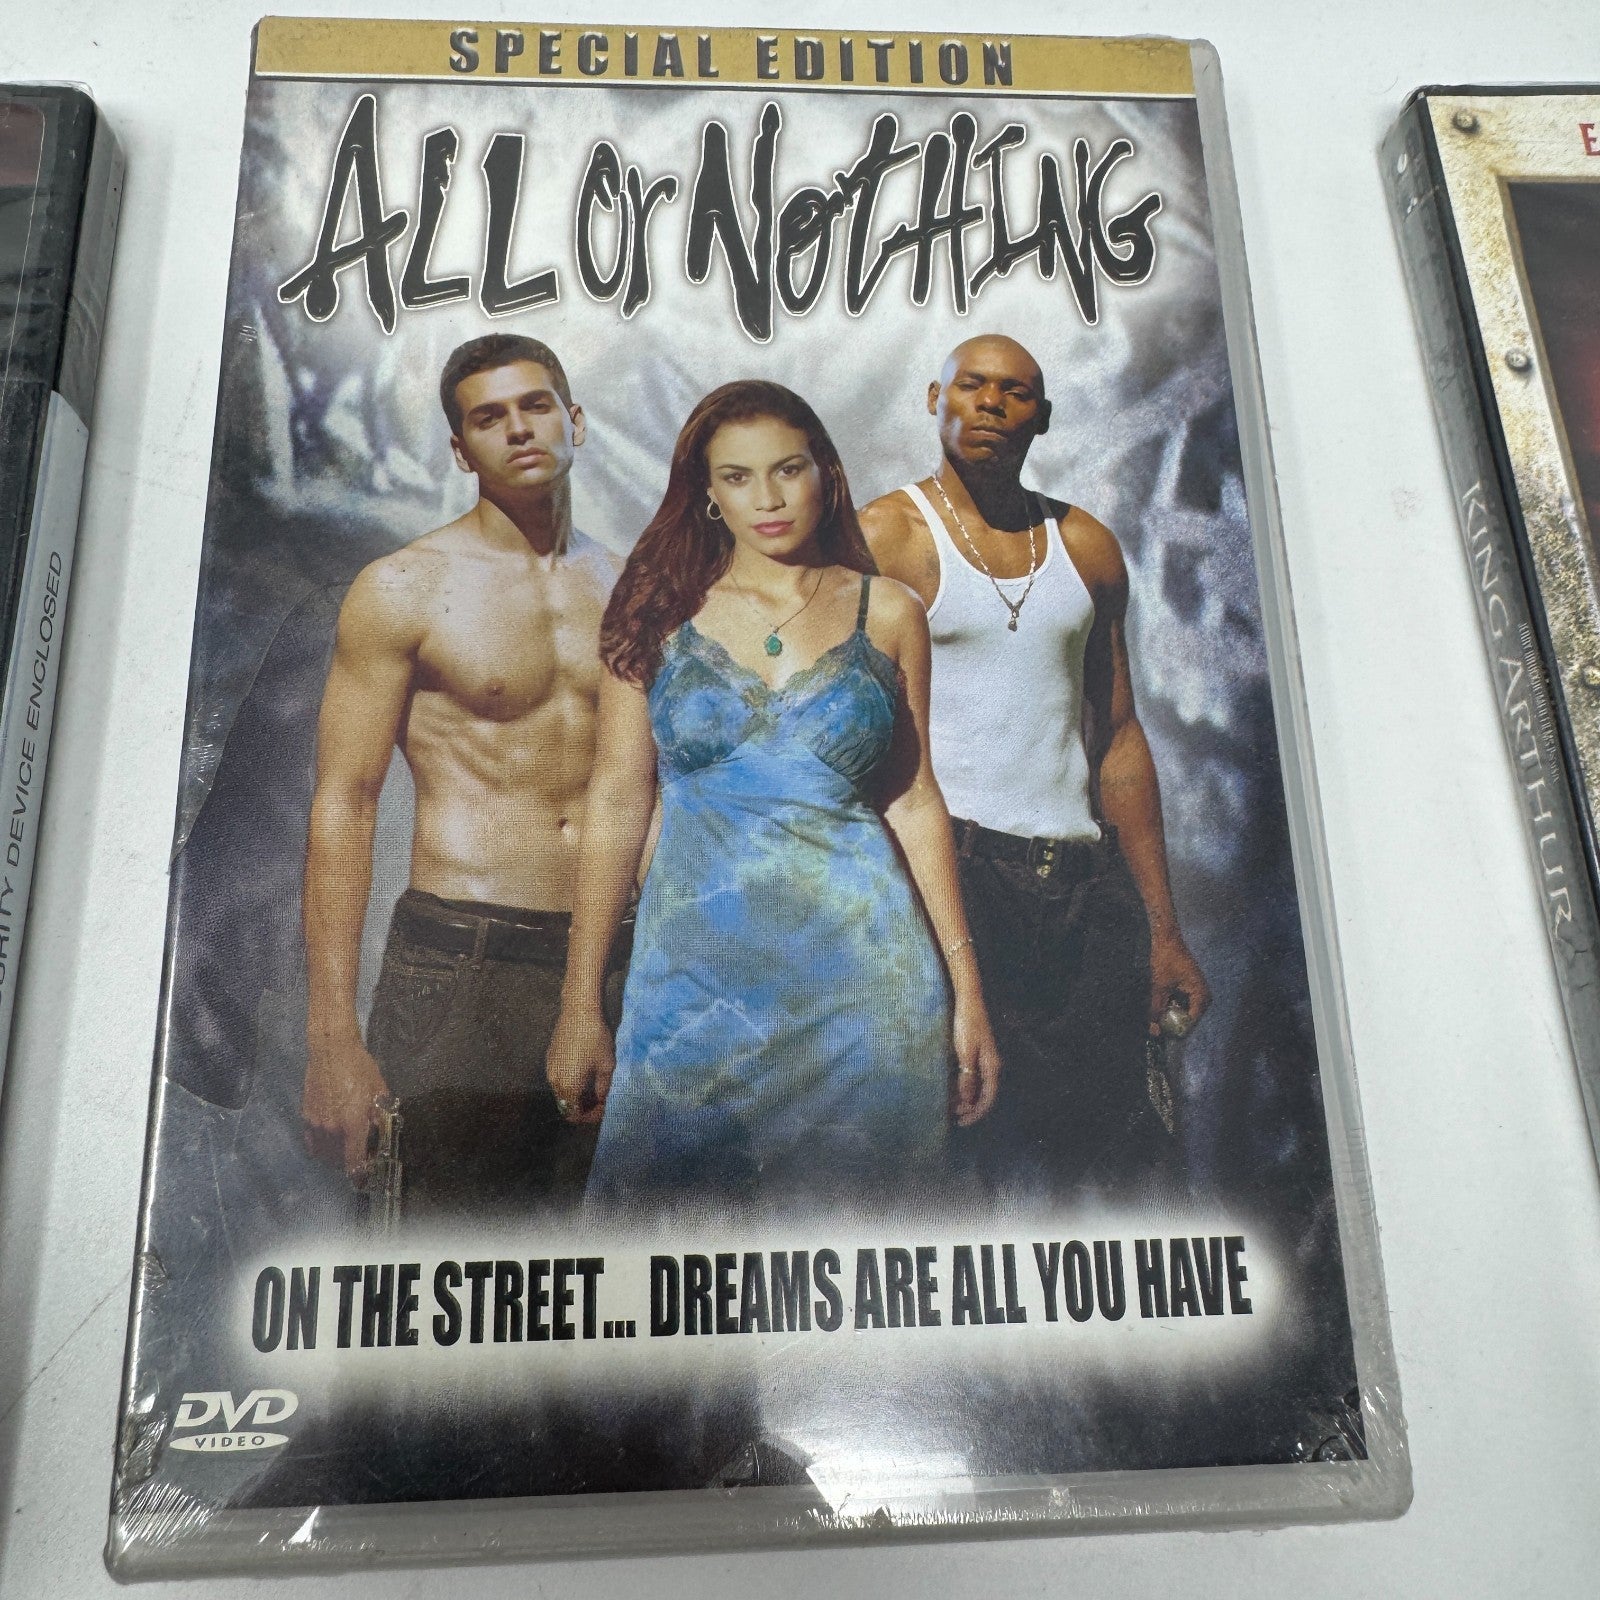 SPECIAL EDITION
ALL or NotHING
ON THE STREET... DREAMS ARE ALL YOU HAVE
DVD
VIDEO
DEVICE ENCLOSED
KING ARTHUR